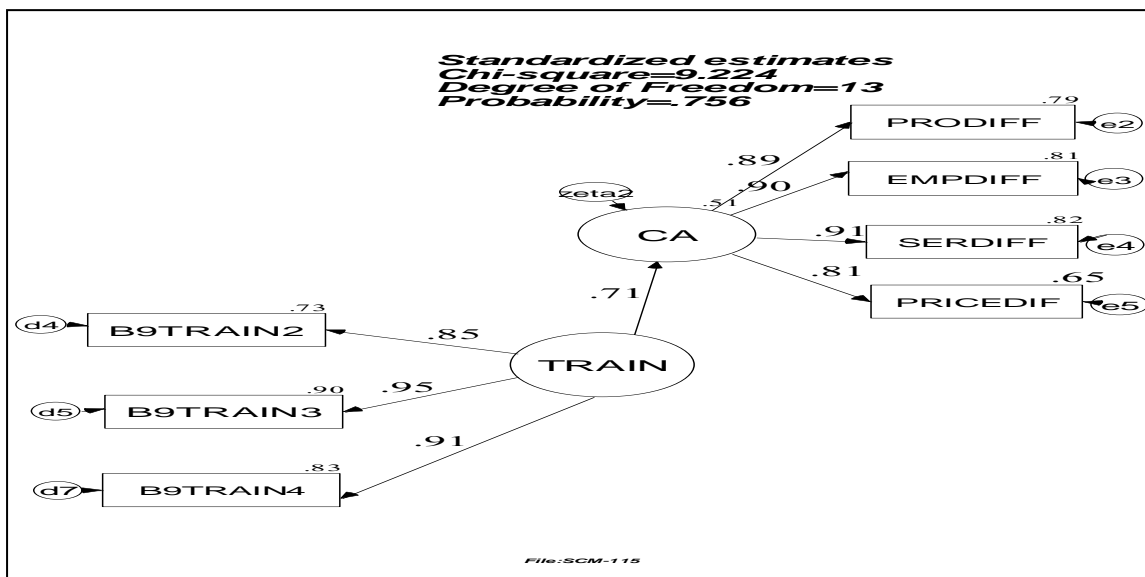 Standardized estimates
Chi-square=9.224
Degree of Freedom=13
Probability=.756
.79
PRODIFF
e2
.89
.81
EMPDIFF
e3
.90
zeta2
.51
CA
.82
SERDIFF
e4
.91
.81
.65
PRICEDIF
e5
.71
.73
d4
B9TRAIN2
.85
TRAIN
.90
d5
B9TRAIN3
.95
.91
.83
d7
B9TRAIN4
File:SCM-115